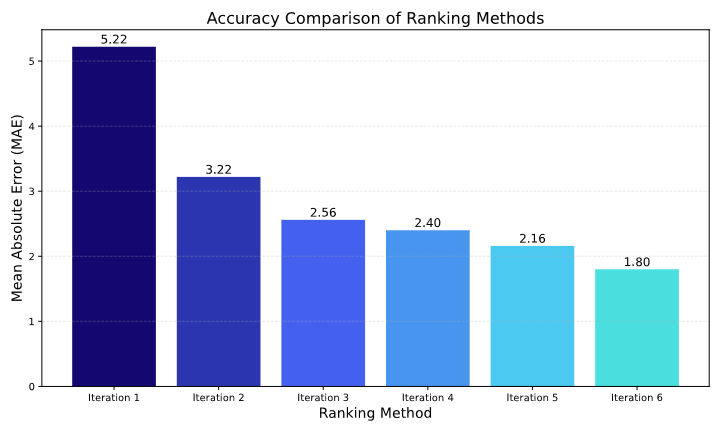 Accuracy Comparison of Ranking Methods
Mean Absolute Error (MAE)
5
4
3
2
1
0
5.22
3.22
2.56
2.40
2.16
1.80
Iteration 1
Iteration 2
Iteration 3
Iteration 4
Iteration 5
Iteration 6
Ranking Method